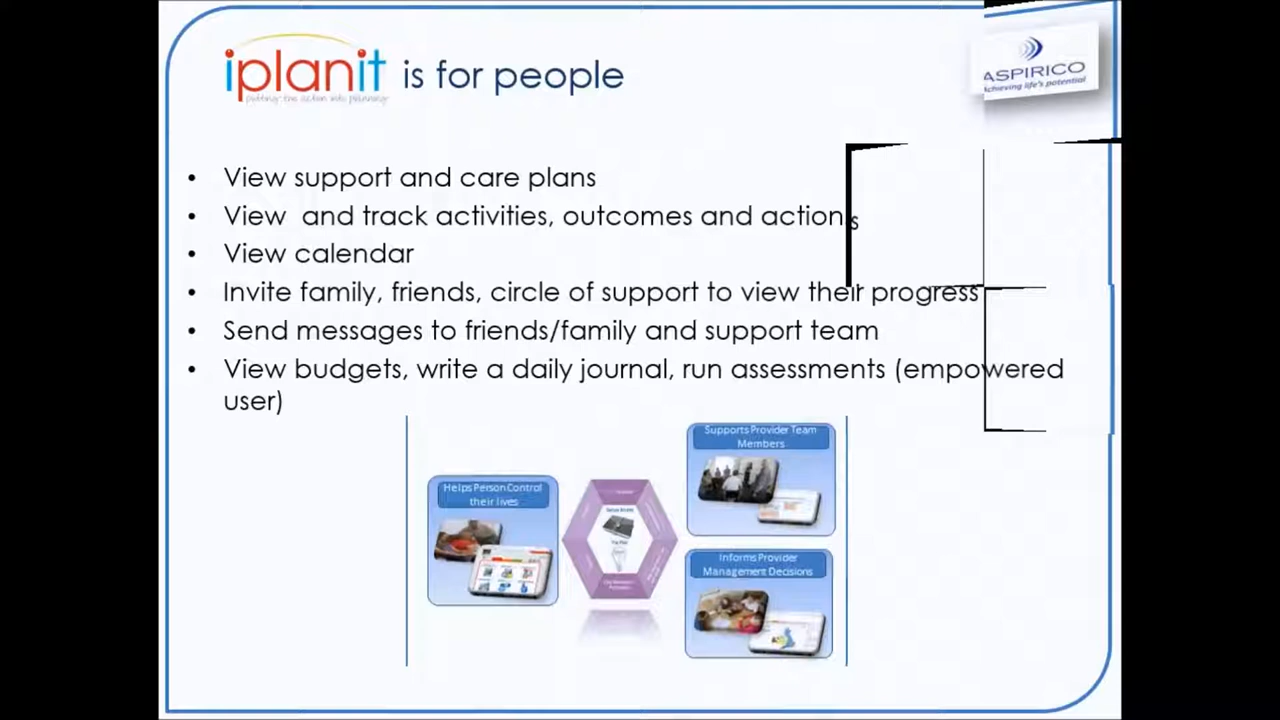 iplanit is for people
putting the action into planning
ASPIRICO
Achieving life's potential
• View support and care plans
• View and track activities, outcomes and actions
• View calendar
• Invite family, friends, circle of support to view their progress
• Send messages to friends/family and support team
• View budgets, write a daily journal, run assessments (empowered
user)
Supports Provider Team
Members
Helps Person Control
their lives
Informs Provider
Management Decisions